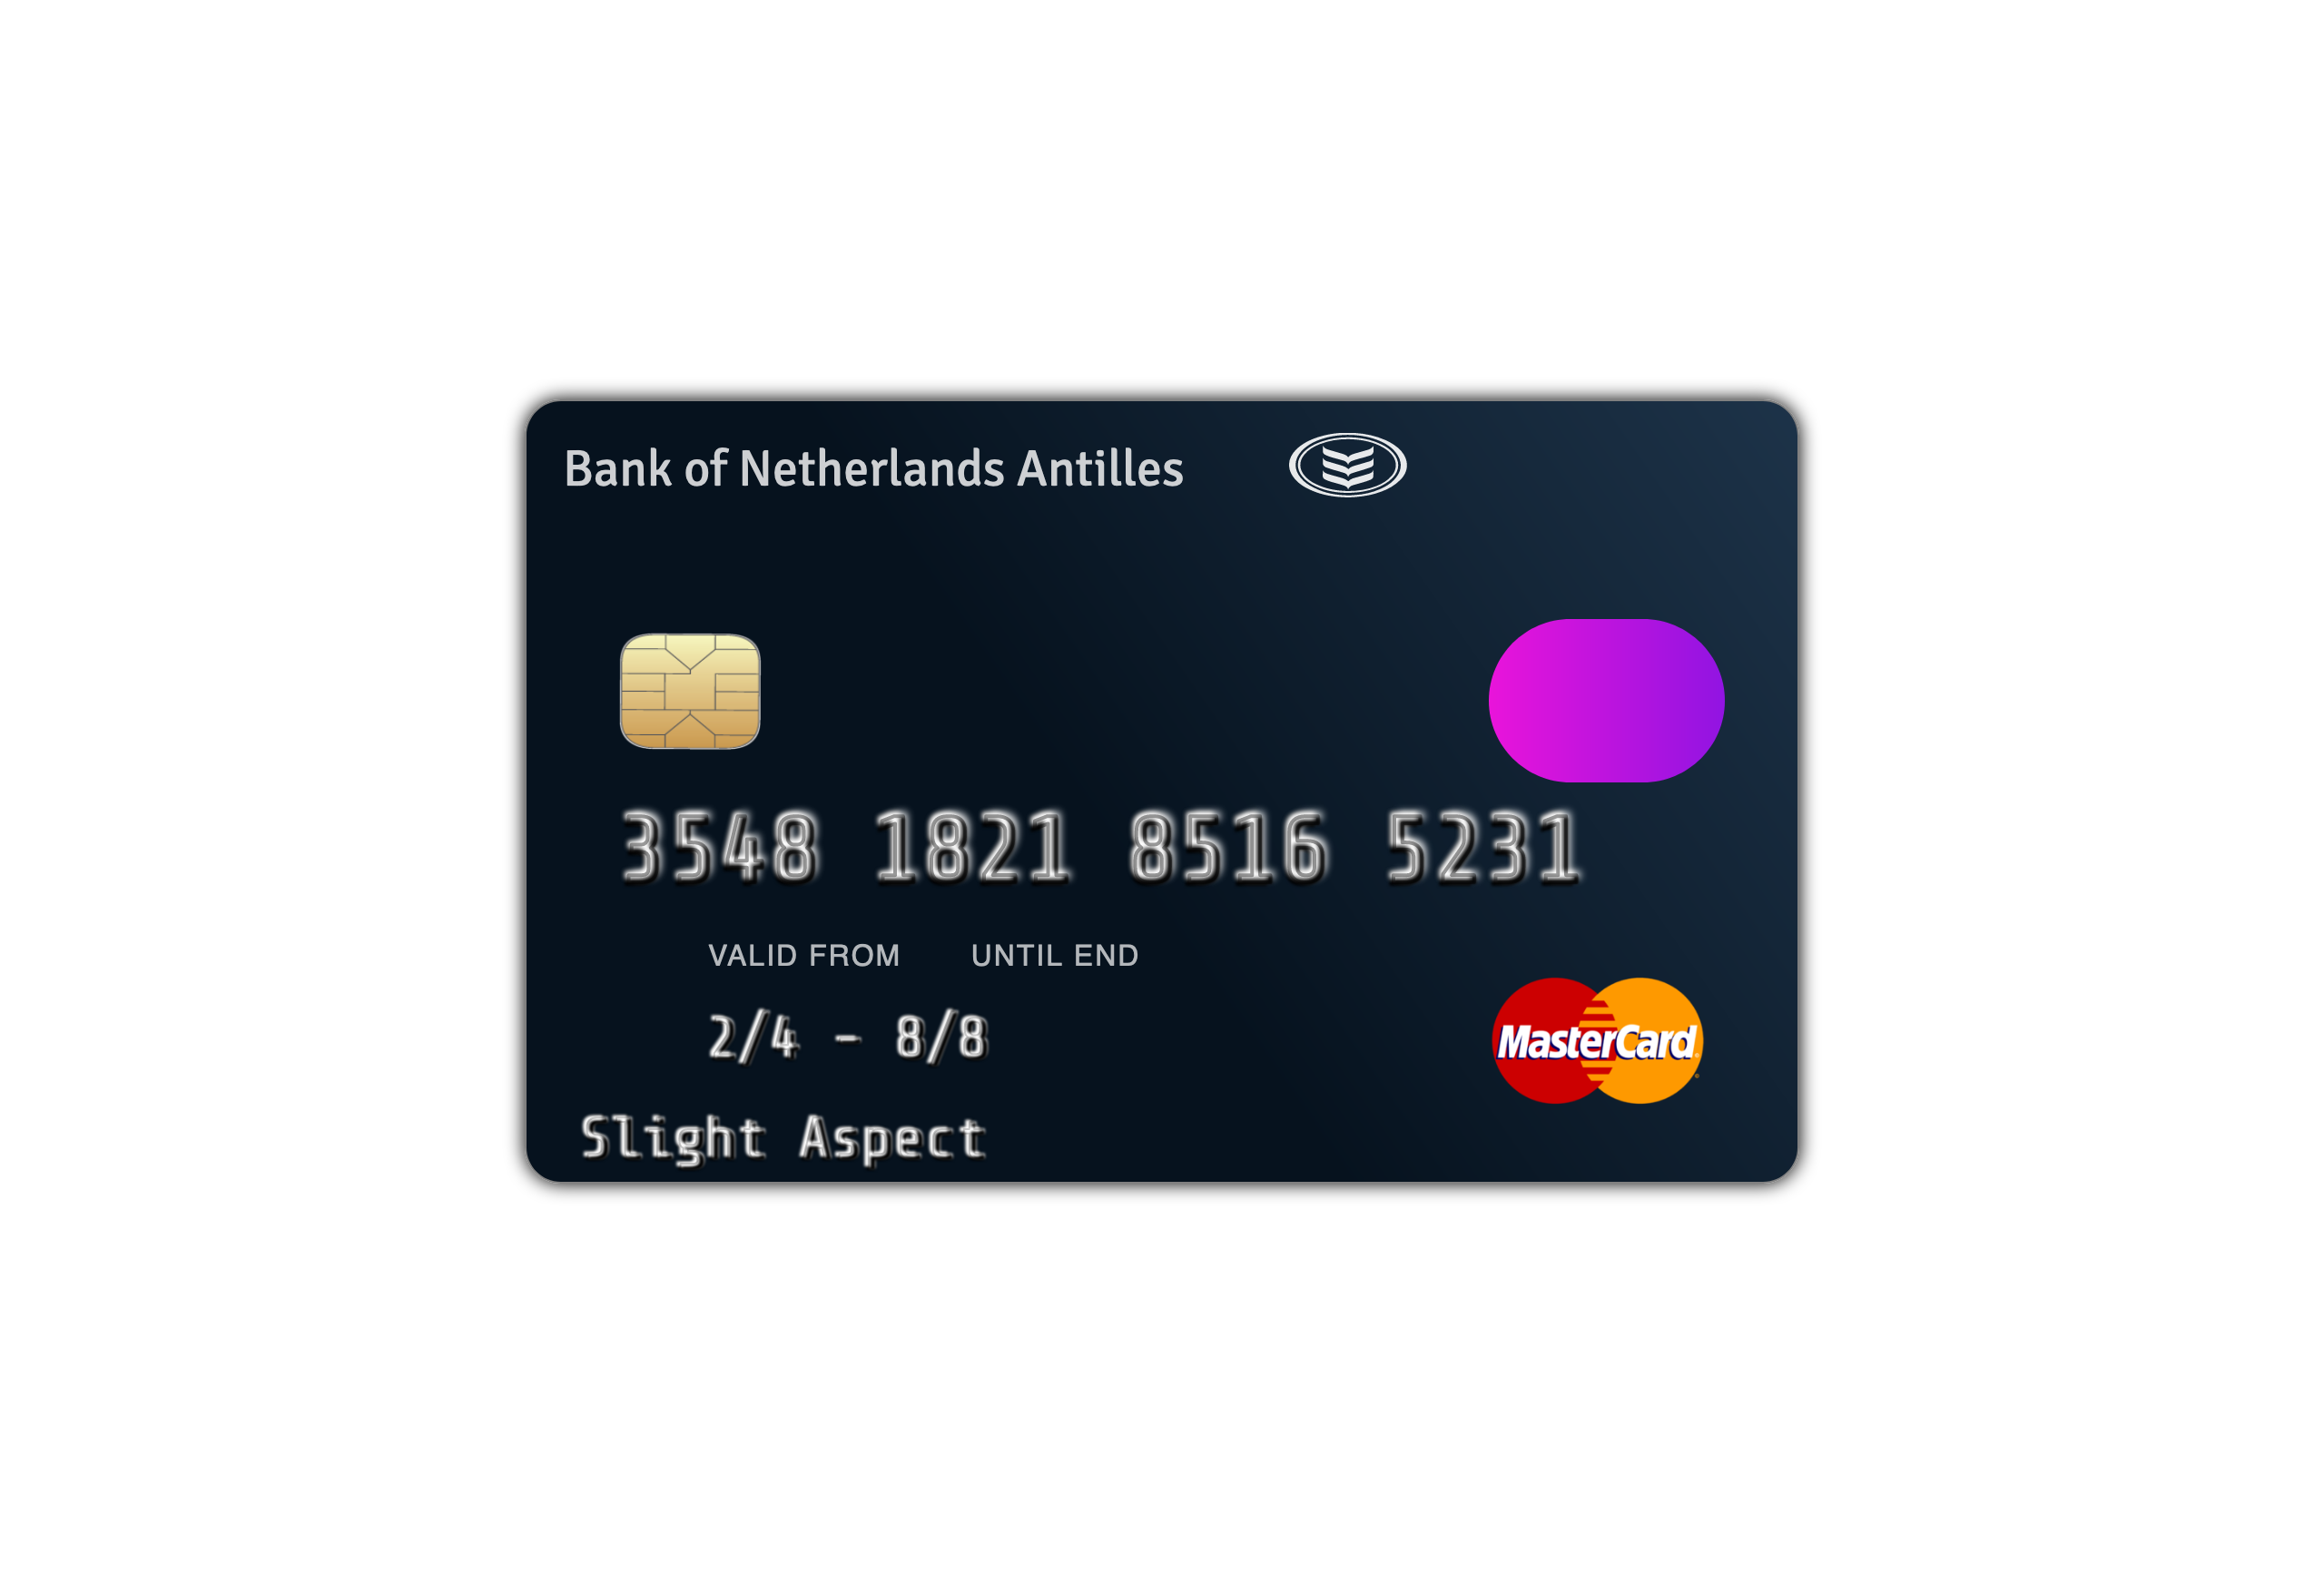 Bank of Netherlands Antilles
3548 1821 8516 5231
VALID FROM UNTIL END
2/4 - 8/8
MasterCard
Slight Aspect